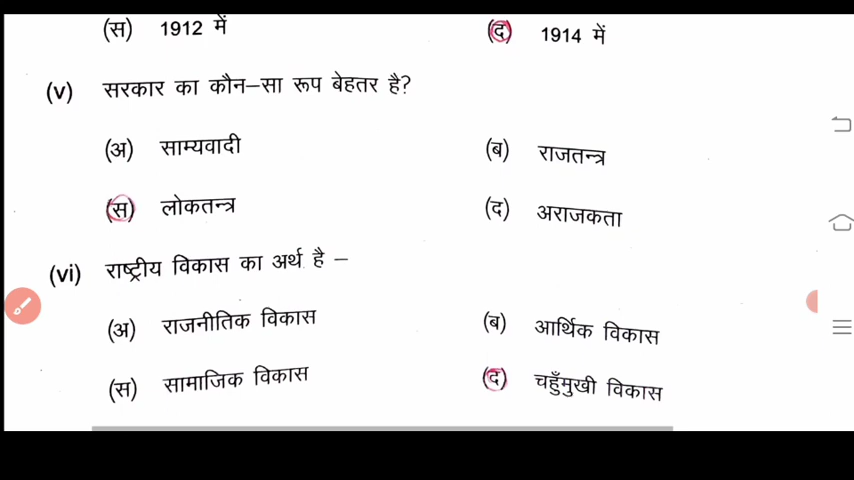 (स) 1912 में (द) 1914 में
(v) सरकार का कौन-सा रूप बेहतर है?
(अ) साम्यवादी (ब) राजतन्त्र
(स) लोकतन्त्र (द) अराजकता
(vi) राष्ट्रीय विकास का अर्थ है –
(अ) राजनीतिक विकास (ब) आर्थिक विकास
(स) सामाजिक विकास (द) चहुँमुखी विकास